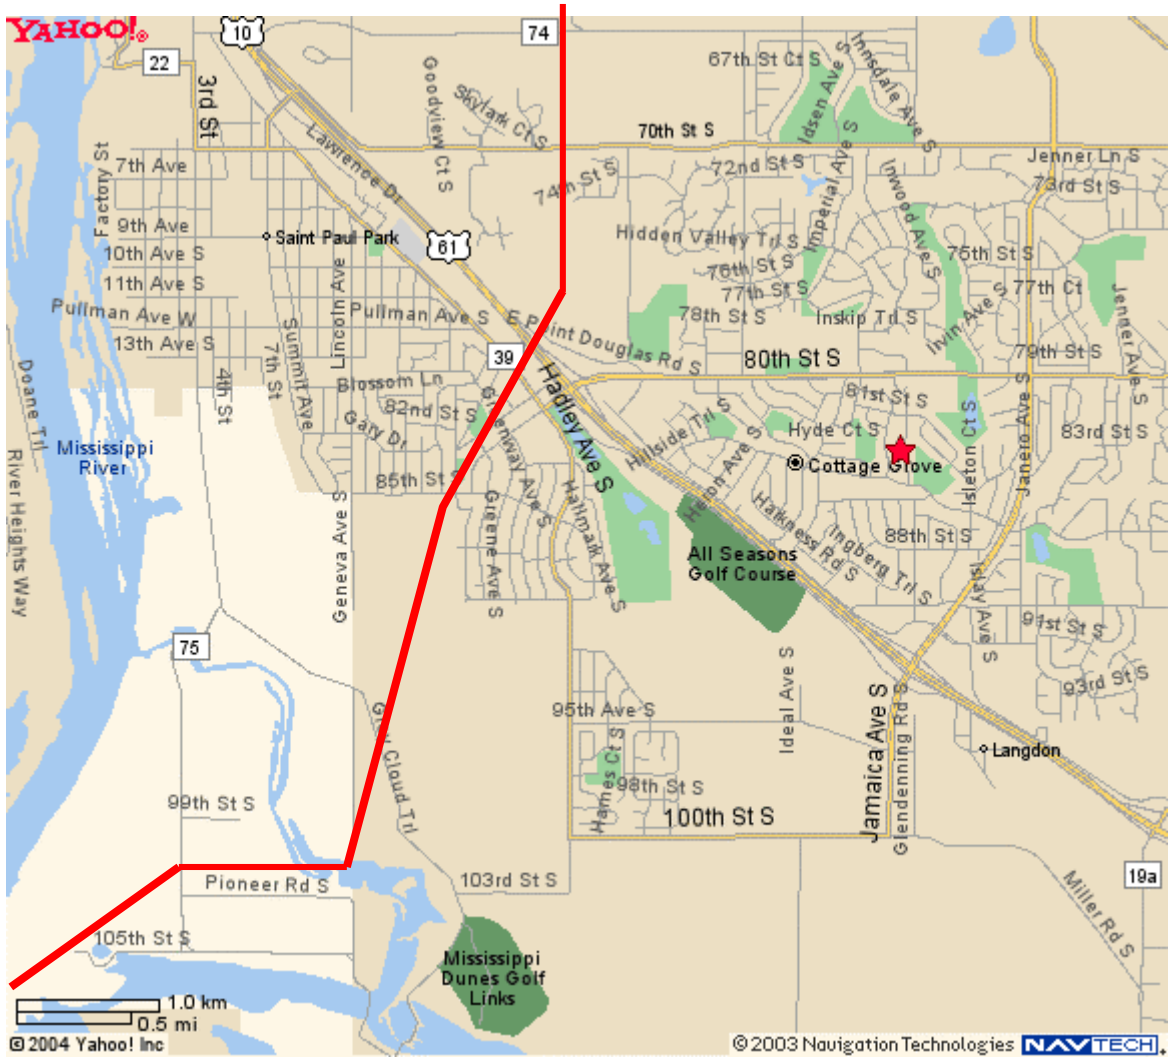 YAHOO!®
10
74
22
67th St Ct S
Idsen Ave S
Innsdale Ave S
Goodview Ct S
Skylark Ct S
3rd St
Lawrence Dr
70th St S
Factory St
7th Ave
74th St S
72nd St S
Imperial Ave S
Inwood Ave S
Jenner Ln S
73rd St S
9th Ave
Saint Paul Park
61
Hidden Valley Trl S
10th Ave S
76th St S
75th St S
11th Ave S
Lincoln Ave
77th St S
77th Ct
Pullman Ave W
Pullman Ave S
E Point Douglas Rd S
78th St S
Inskip Trl S
Irvin Ave S
Jenner Ave S
13th Ave S
Summit Ave
7th St
39
80th St S
79th St S
Doane Trl
4th St
Blossom Ln
82nd St S
Gary Dr
Greenway Ave S
Hadley Ave S
81st St S
Hillside Trl S
Hyde Ct S
Isleton Ct S
Janero Ave S
83rd St S
Mississippi
River
Cottage Grove
River Heights Way
85th St S
Heron Ave S
Geneva Ave S
Greene Ave S
Hallmark Ave S
Harkness Rd S
Ingberg Trl S
88th St S
All Seasons
Golf Course
Islay Ave S
91st St S
75
93rd St S
Grey Cloud Trl
95th Ave S
Ideal Ave S
Jamaica Ave S
Glendenning Rd S
Langdon
Hames Ct S
98th St S
99th St S
100th St S
Pioneer Rd S
103rd St S
Miller Rd S
19a
105th St S
Mississippi
Dunes Golf
Links
1.0 km
0.5 mi
© 2004 Yahoo! Inc
© 2003 Navigation Technologies NAVTECH.